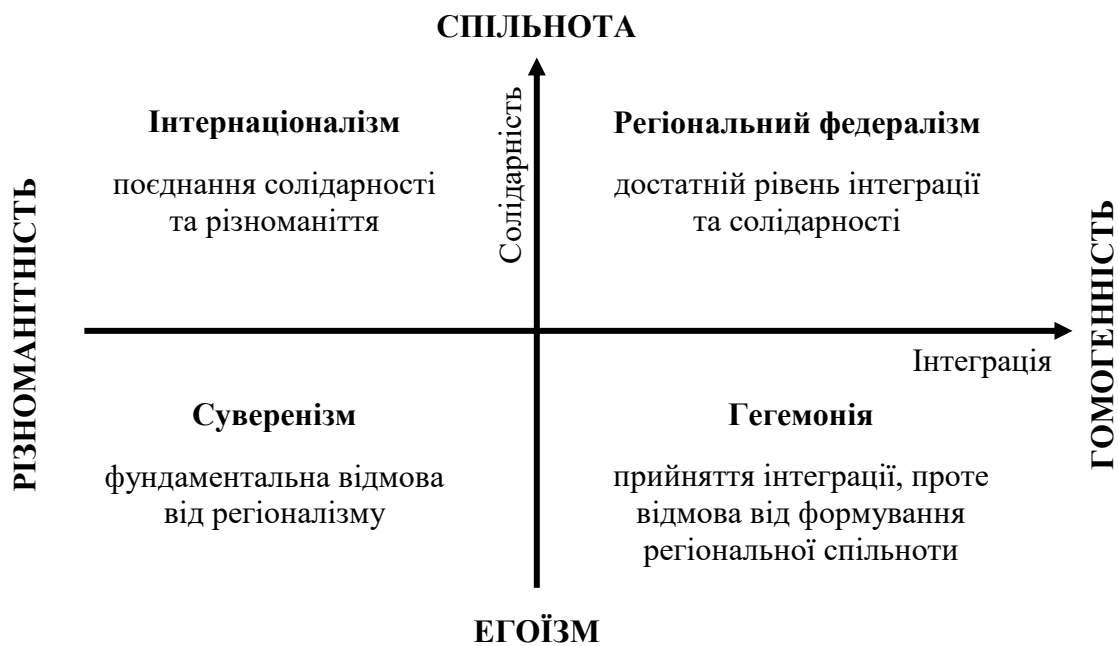 СПІЛЬНОТА
Інтернаціоналізм
поєднання солідарності
та різноманіття
Солідарність
Регіональний федералізм
достатній рівень інтеграції
та солідарності
РІЗНОМАНІТНІСТЬ
ГОМОГЕННІСТЬ
Інтеграція
Суверенізм
фундаментальна відмова
від регіоналізму
Гегемонія
прийняття інтеграції, проте
відмова від формування
регіональної спільноти
ЕГОЇЗМ